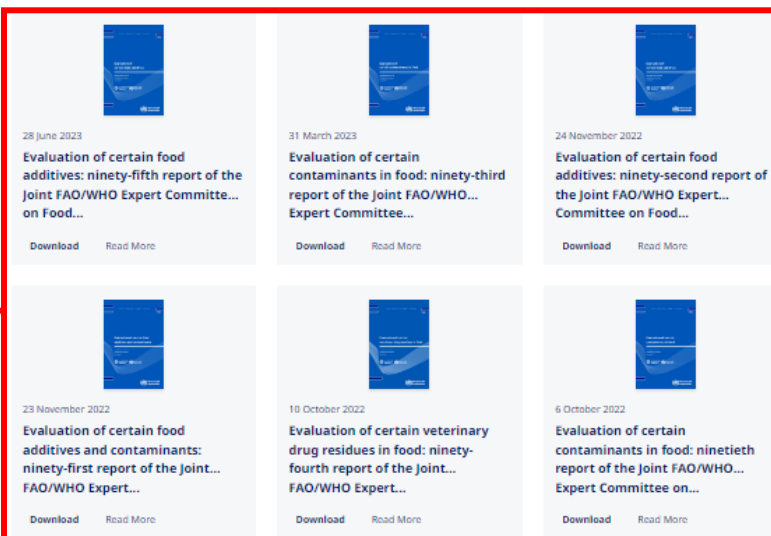 28 June 2023
Evaluation of certain food
additives: ninety-fifth report of the
Joint FAO/WHO Expert Committe...
on Food...
Download Read More
31 March 2023
Evaluation of certain
contaminants in food: ninety-third
report of the Joint FAO/WHO...
Expert Committee...
Download Read More
24 November 2022
Evaluation of certain food
additives: ninety-second report of
the Joint FAO/WHO Expert...
Committee on Food...
Download Read More
23 November 2022
Evaluation of certain food
additives and contaminants:
ninety-first report of the Joint...
FAO/WHO Expert...
Download Read More
10 October 2022
Evaluation of certain veterinary
drug residues in food: ninety-
fourth report of the Joint...
FAO/WHO Expert...
Download Read More
6 October 2022
Evaluation of certain
contaminants in food: ninetieth
report of the Joint FAO/WHO...
Expert Committee on...
Download Read More